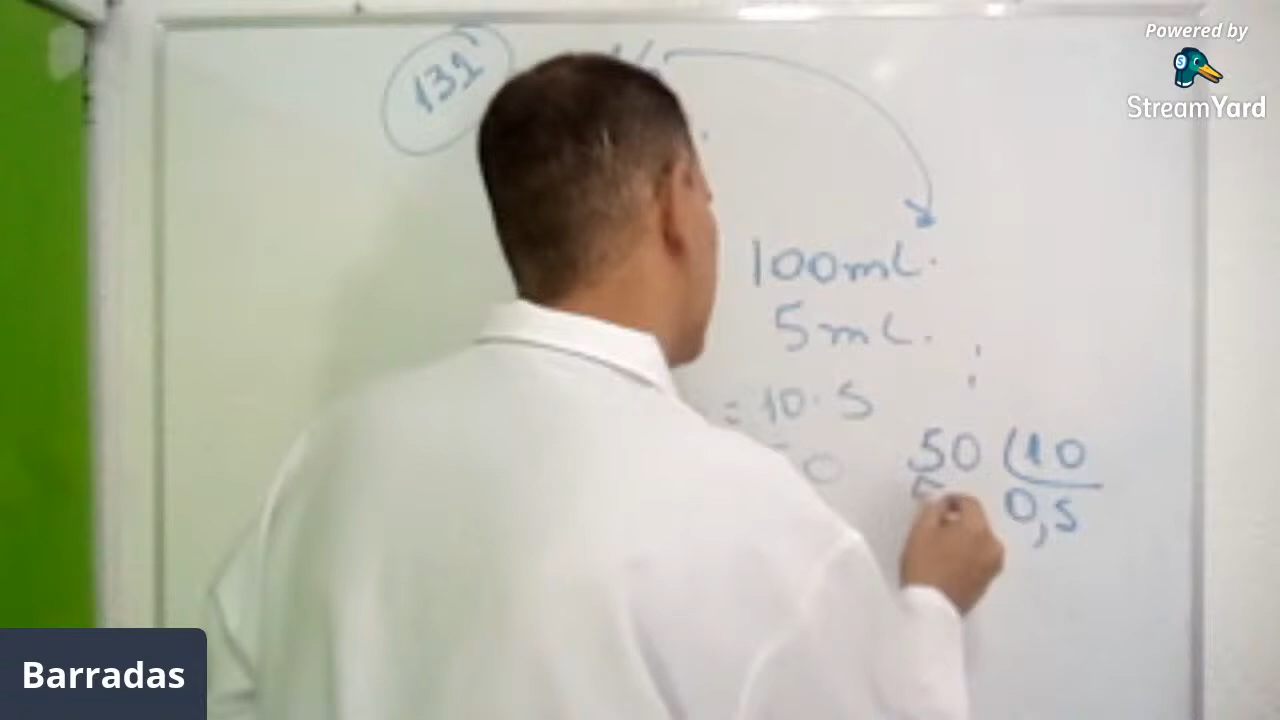 Powered by
StreamYard
131
100mL.
5mL.
= 10.5
50 (10
0,5
Barradas